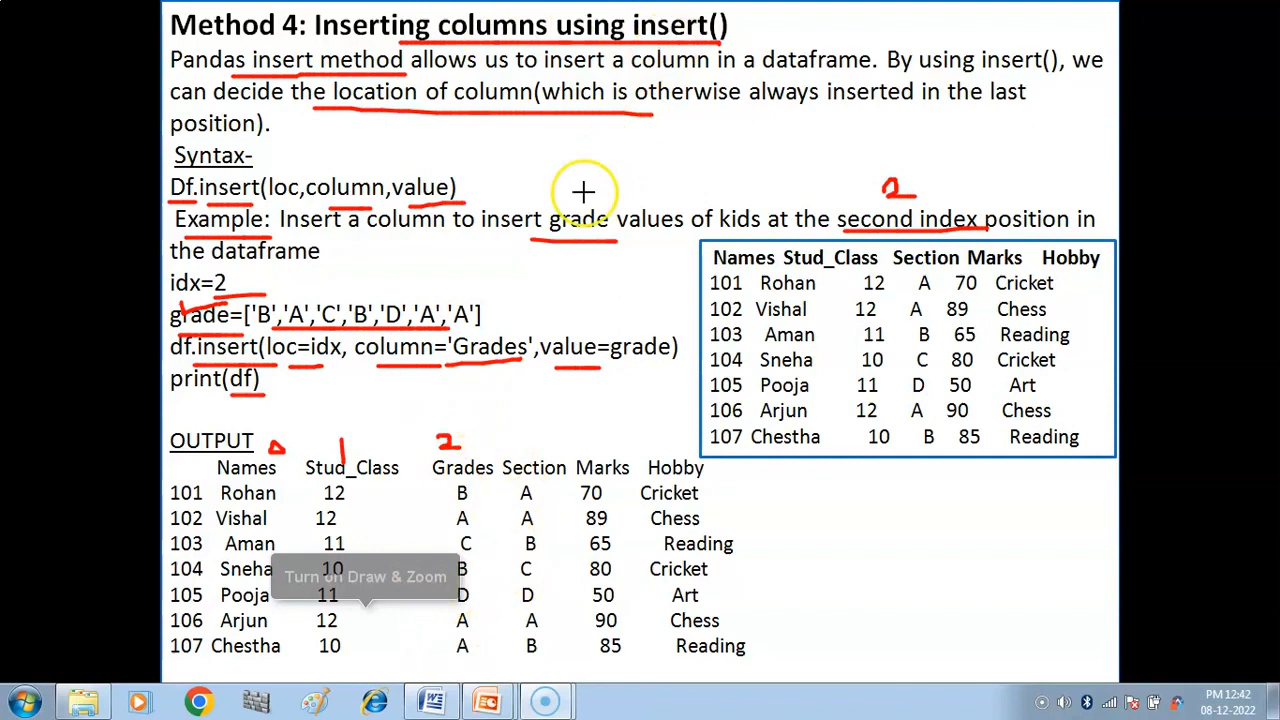 Method 4: Inserting columns using insert()
Pandas insert method allows us to insert a column in a dataframe. By using insert(), we
can decide the location of column(which is otherwise always inserted in the last
position).
Syntax-
Df.insert(loc,column,value)
2
Example: Insert a column to insert grade values of kids at the second index position in
the dataframe
idx=2
grade=['B','A','C','B','D','A','A']
df.insert(loc=idx, column='Grades',value=grade)
print(df)
Names Stud_Class Section Marks Hobby
101 Rohan 12 A 70 Cricket
102 Vishal 12 A 89 Chess
103 Aman 11 B 65 Reading
104 Sneha 10 C 80 Cricket
105 Pooja 11 D 50 Art
106 Arjun 12 A 90 Chess
107 Chestha 10 B 85 Reading
OUTPUT
0 1 2
Names Stud_Class Grades Section Marks Hobby
101 Rohan 12 B A 70 Cricket
102 Vishal 12 A A 89 Chess
103 Aman 11 C B 65 Reading
104 Sneha 10 B C 80 Cricket
Turn on Draw & Zoom
105 Pooja 11 D D 50 Art
106 Arjun 12 A A 90 Chess
107 Chestha 10 A B 85 Reading
PM 12:42
08-12-2022